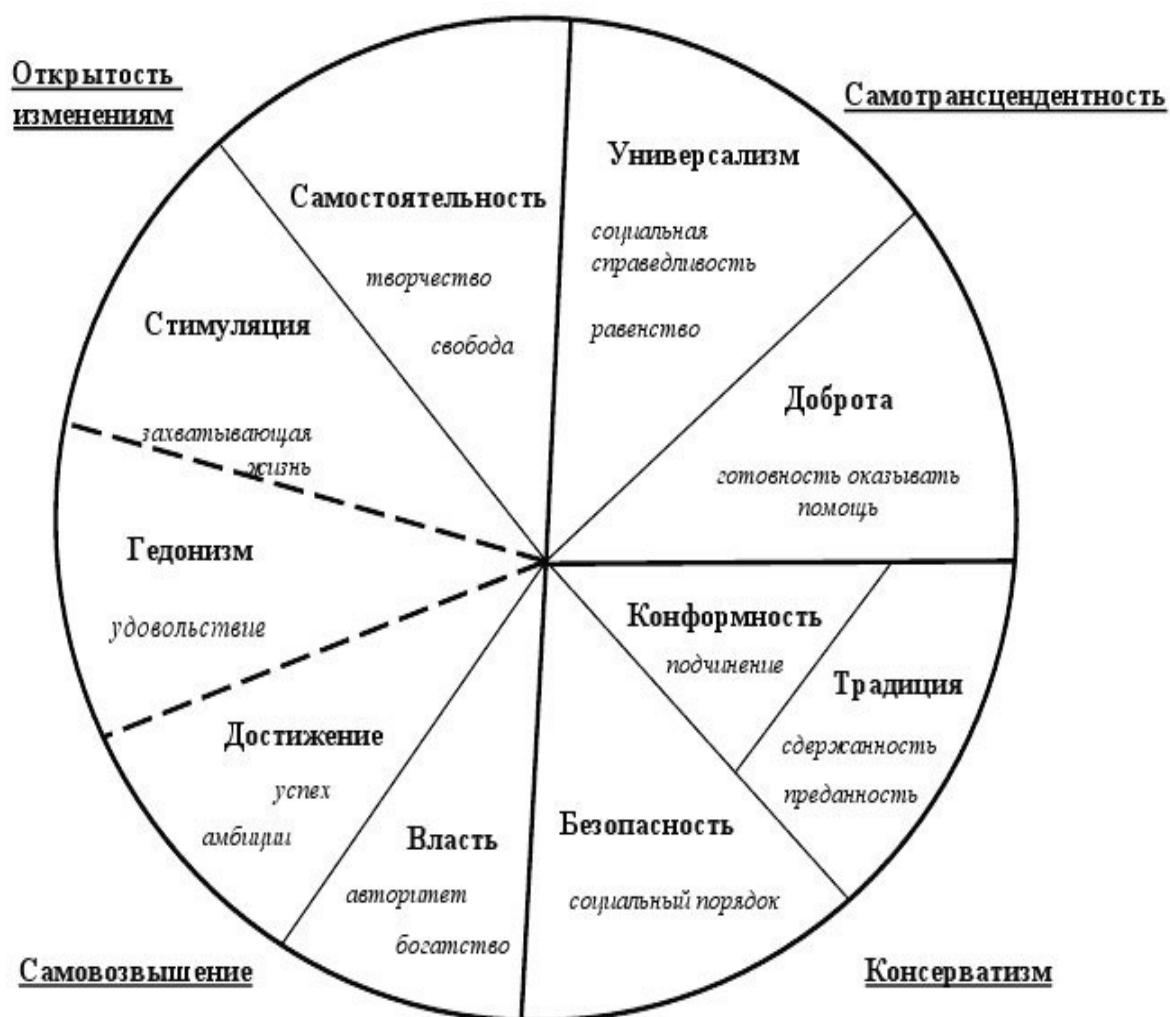 Открытость
изменениям
Самотрансцендентность
Универсализм
Самостоятельность
социальная
справедливость
творчество
равенство
свобода
Стимуляция
Доброта
захватывающая
жизнь
готовность оказывать
помощь
Гедонизм
удовольствие
Конформность
подчинение
Традиция
сдержанность
преданность
Достижение
успех
амбиции
Власть
авторитет
богатство
Безопасность
социальный порядок
Самовозвышение
Консерватизм